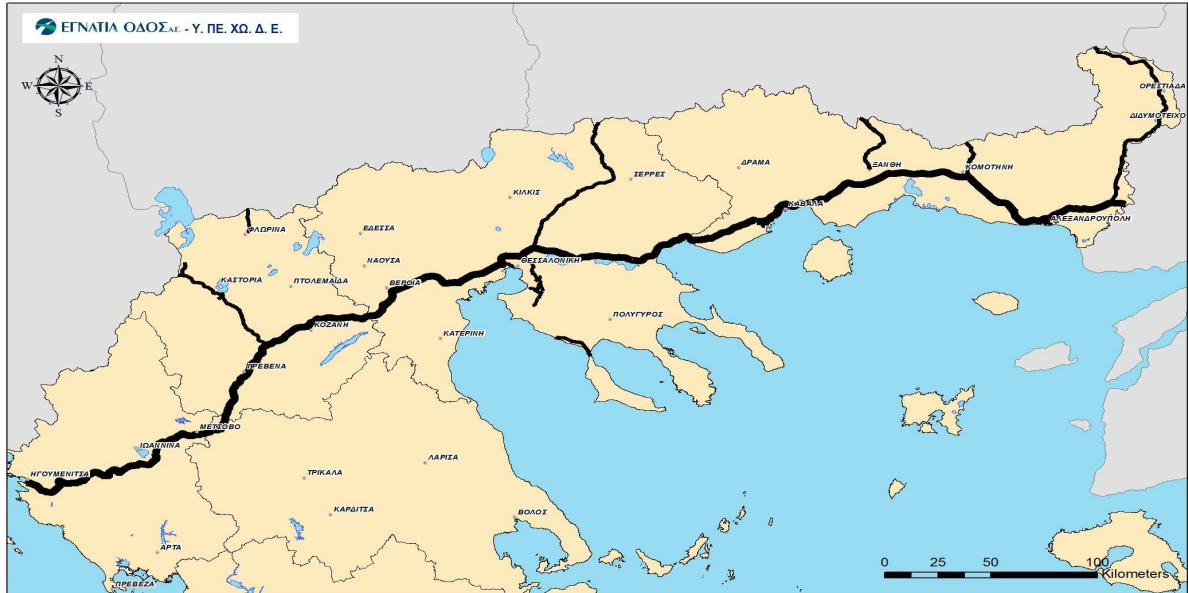 ΕΓΝΑΤΙΑ ΟΔΟΣ Α.Ε. - Υ. ΠΕ. ΧΩ. Δ. Ε.
N
W E
S
ΟΡΕΣΤΙΑΔΑ
ΔΙΔΥΜΟΤΕΙΧΟ
ΞΑΝΘΗ
ΚΟΜΟΤΗΝΗ
ΔΡΑΜΑ
ΣΕΡΡΕΣ
ΚΙΛΚΙΣ
ΚΑΒΑΛΑ
ΑΛΕΞΑΝΔΡΟΥΠΟΛΗ
ΦΛΩΡΙΝΑ
ΕΔΕΣΣΑ
ΝΑΟΥΣΑ
ΘΕΣΣΑΛΟΝΙΚΗ
ΚΑΣΤΟΡΙΑ
ΠΤΟΛΕΜΑΪΔΑ
ΒΕΡΟΙΑ
ΠΟΛΥΓΥΡΟΣ
ΚΟΖΑΝΗ
ΚΑΤΕΡΙΝΗ
ΓΡΕΒΕΝΑ
ΜΕΤΣΟΒΟ
ΙΩΑΝΝΙΝΑ
ΗΓΟΥΜΕΝΙΤΣΑ
ΛΑΡΙΣΑ
ΤΡΙΚΑΛΑ
ΚΑΡΔΙΤΣΑ
ΒΟΛΟΣ
ΑΡΤΑ
ΠΡΕΒΕΖΑ
0 25 50 100
Kilometers